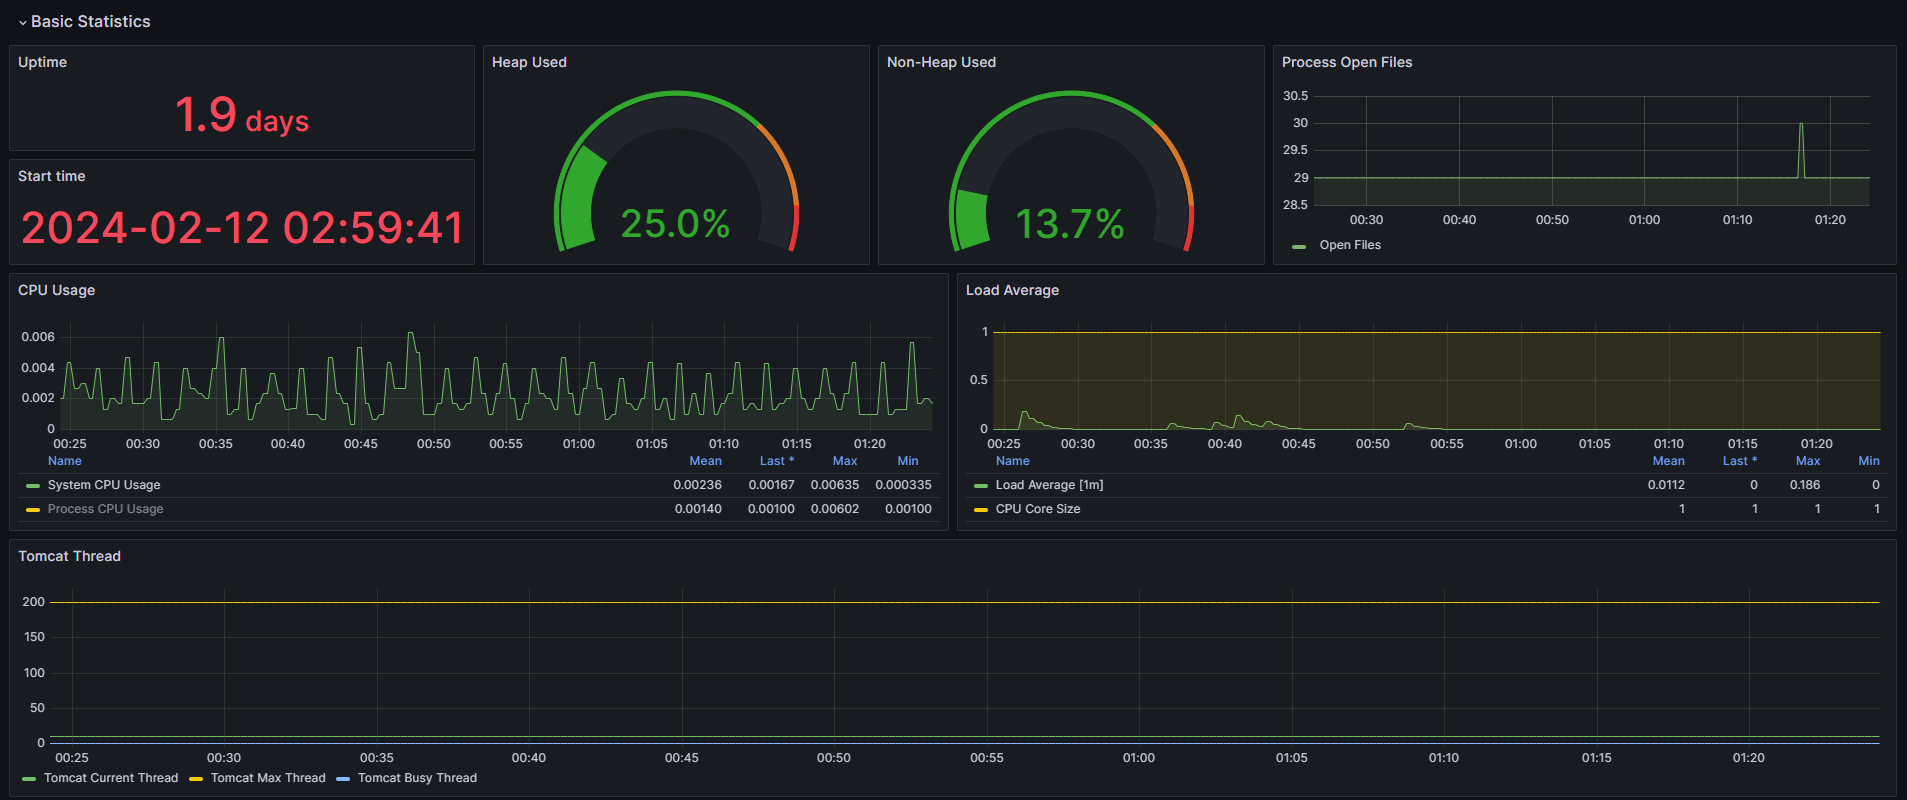 Basic Statistics
Uptime
1.9 days
Start time
2024-02-12 02:59:41
Heap Used
25.0%
Non-Heap Used
13.7%
Process Open Files
30.5
30
29.5
29
28.5
00:30 00:40 00:50 01:00 01:10 01:20
Open Files
CPU Usage
0.006
0.004
0.002
0
00:25 00:30 00:35 00:40 00:45 00:50 00:55 01:00 01:05 01:10 01:15 01:20
Name Mean Last * Max Min
System CPU Usage 0.00236 0.00167 0.00635 0.000335
Process CPU Usage 0.00140 0.00100 0.00602 0.00100
Load Average
1
0.5
0
00:25 00:30 00:35 00:40 00:45 00:50 00:55 01:00 01:05 01:10 01:15 01:20
Name Mean Last * Max Min
Load Average [1m] 0.0112 0 0.186 0
CPU Core Size 1 1 1 1
Tomcat Thread
200
150
100
50
0
00:25 00:30 00:35 00:40 00:45 00:50 00:55 01:00 01:05 01:10 01:15 01:20
Tomcat Current Thread Tomcat Max Thread Tomcat Busy Thread